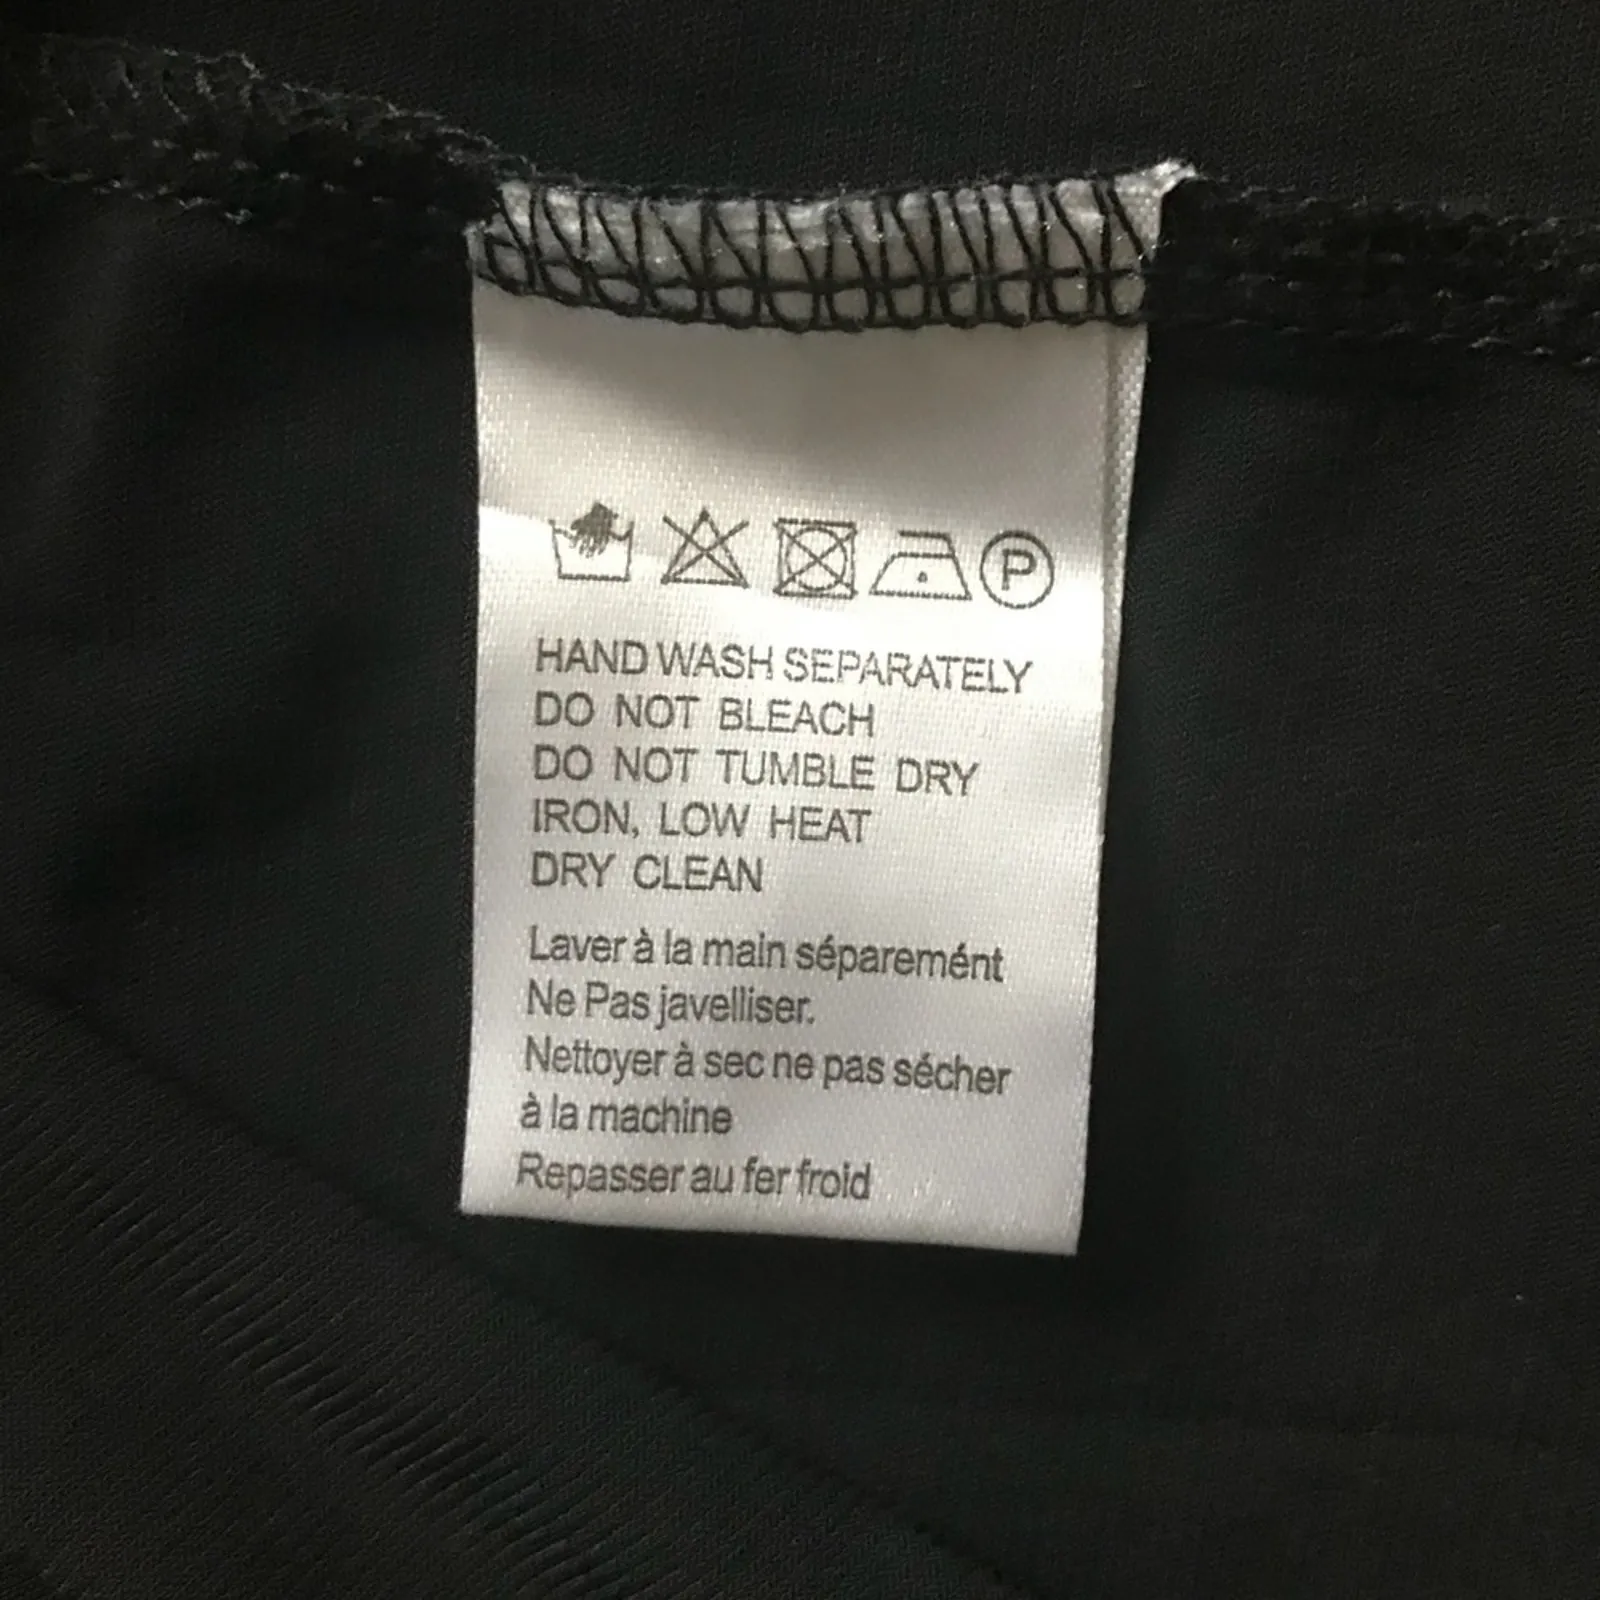 P
HAND WASH SEPARATELY
DO NOT BLEACH
DO NOT TUMBLE DRY
IRON, LOW HEAT
DRY CLEAN
Laver à la main séparemént
Ne Pas javelliser.
Nettoyer à sec ne pas sécher
à la machine
Repasser au fer froid